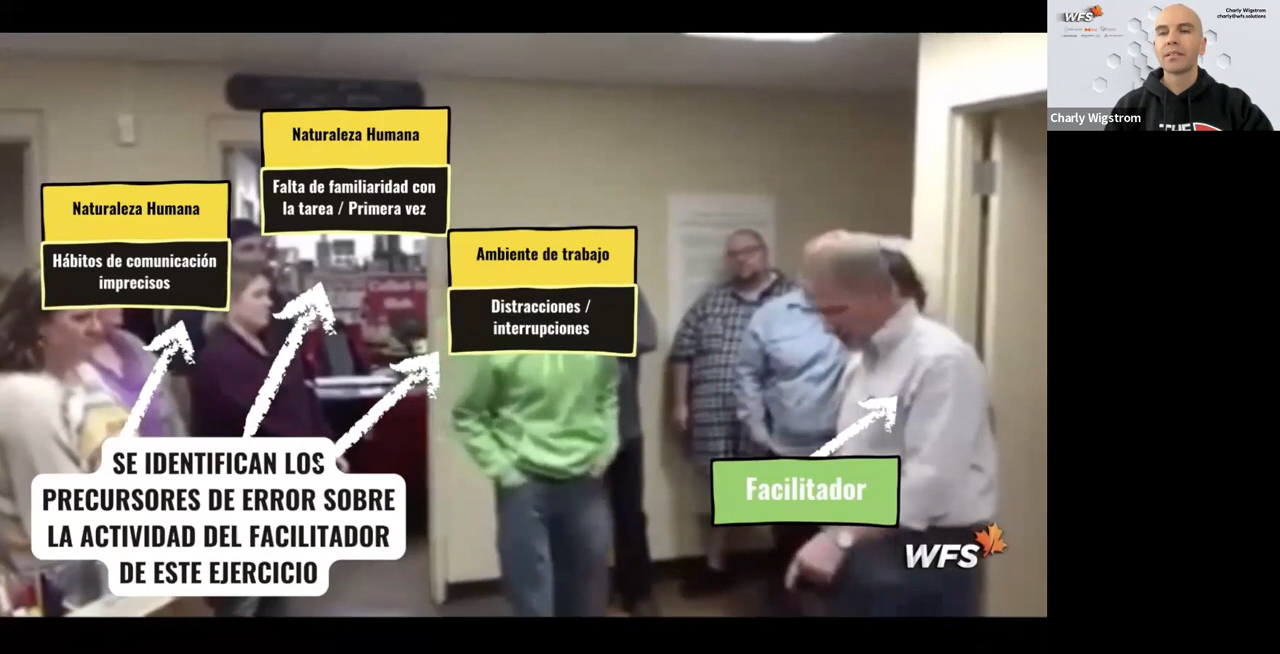 Naturaleza Humana
Falta de familiaridad con
la tarea / Primera vez
Naturaleza Humana
Hábitos de comunicación
imprecisos
Ambiente de trabajo
Distracciones /
interrupciones
SE IDENTIFICAN LOS
PRECURSORES DE ERROR SOBRE
LA ACTIVIDAD DEL FACILITADOR
DE ESTE EJERCICIO
Facilitador
WFS
WFS
Charly Wigstrom
charly@wfs.solutions
THE
Charly Wigstrom